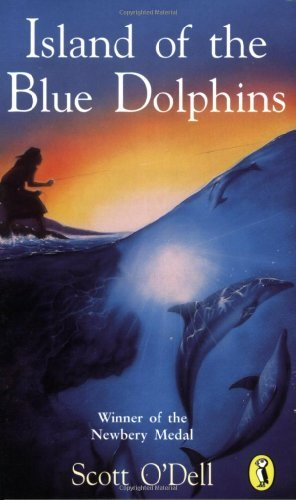 Island of the
Blue Dolphins
Winner of the
Newbery Medal
Scott O'Dell